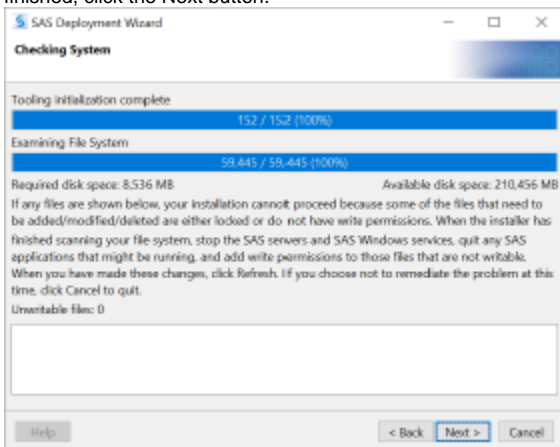 finished, click the Next button.
SAS Deployment Wizard
Checking System
Tooling initialization complete
152 / 152 (100%)
Examining File System
59,445 / 59,445 (100%)
Required disk space: 8,536 MB Available disk space: 210,456 MB
If any files are shown below, your installation cannot proceed because some of the files that need to
be added/modified/deleted are either locked or do not have write permissions. When the installer has
finished scanning your file system, stop the SAS servers and SAS Windows services, quit any SAS
applications that might be running, and add write permissions to those files that are not writable.
When you have made these changes, click Refresh. If you choose not to remediate the problem at this
time, click Cancel to quit.
Unwritable files: 0
Help < Back Next > Cancel